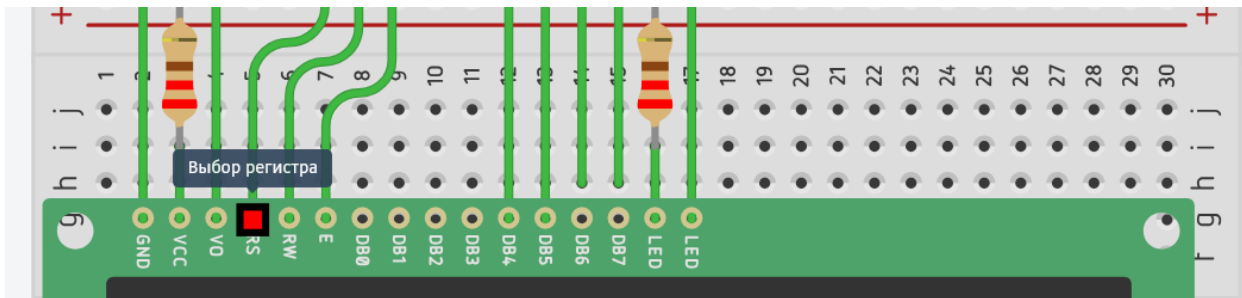 + +
1 2 4 5 6 7 8 9 10 11 12 13 14 15 17 18 19 20 21 22 23 24 25 26 27 28 29 30
j j
i i
Выбор регистра
h h
g g
GND VCC VO RS RW E DB0 DB1 DB2 DB3 DB4 DB5 DB6 DB7 LED LED